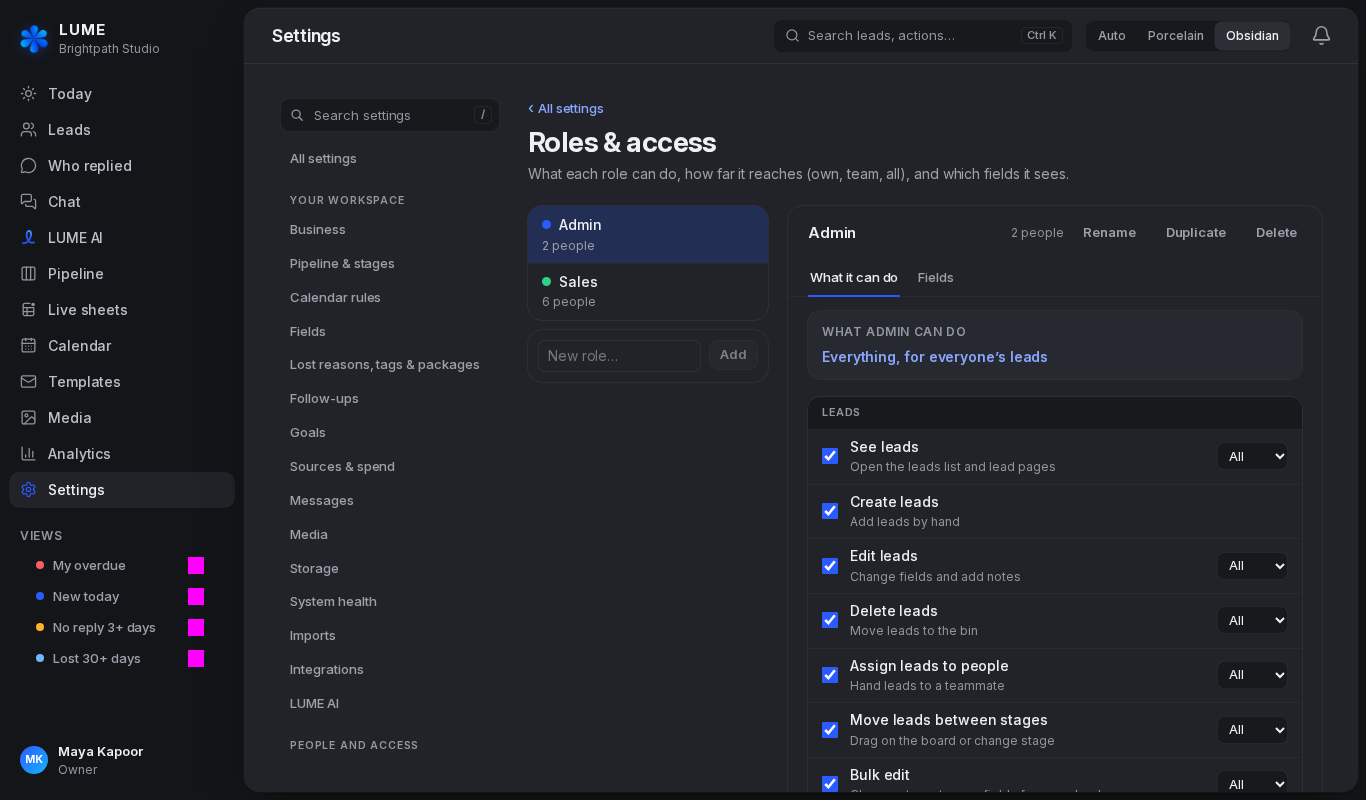 LUME
Brightpath Studio
Today
Leads
Who replied
Chat
LUME AI
Pipeline
Live sheets
Calendar
Templates
Media
Analytics
Settings
VIEWS
My overdue
New today
No reply 3+ days
Lost 30+ days
MK
Maya Kapoor
Owner
Settings
Search leads, actions...
Ctrl K
Auto
Porcelain
Obsidian
Search settings
/
All settings
YOUR WORKSPACE
Business
Pipeline & stages
Calendar rules
Fields
Lost reasons, tags & packages
Follow-ups
Goals
Sources & spend
Messages
Media
Storage
System health
Imports
Integrations
LUME AI
PEOPLE AND ACCESS
‹ All settings
Roles & access
What each role can do, how far it reaches (own, team, all), and which fields it sees.
Admin
2 people
Sales
6 people
New role...
Add
Admin
2 people
Rename
Duplicate
Delete
What it can do
Fields
WHAT ADMIN CAN DO
Everything, for everyone's leads
LEADS
See leads
Open the leads list and lead pages
All
Create leads
Add leads by hand
Edit leads
Change fields and add notes
All
Delete leads
Move leads to the bin
All
Assign leads to people
Hand leads to a teammate
All
Move leads between stages
Drag on the board or change stage
All
Bulk edit
All